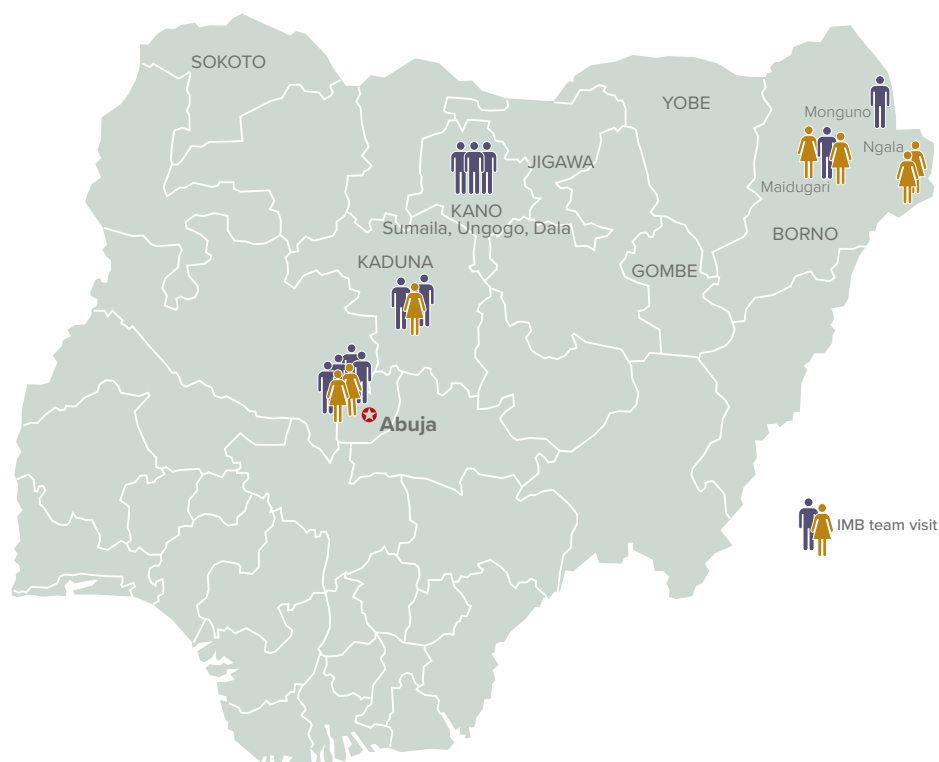 SOKOTO
YOBE
Monguno
Ngala
JIGAWA
Maidugari
KANO
Sumaila, Ungogo, Dala
BORNO
KADUNA
GOMBE
Abuja
IMB team visit